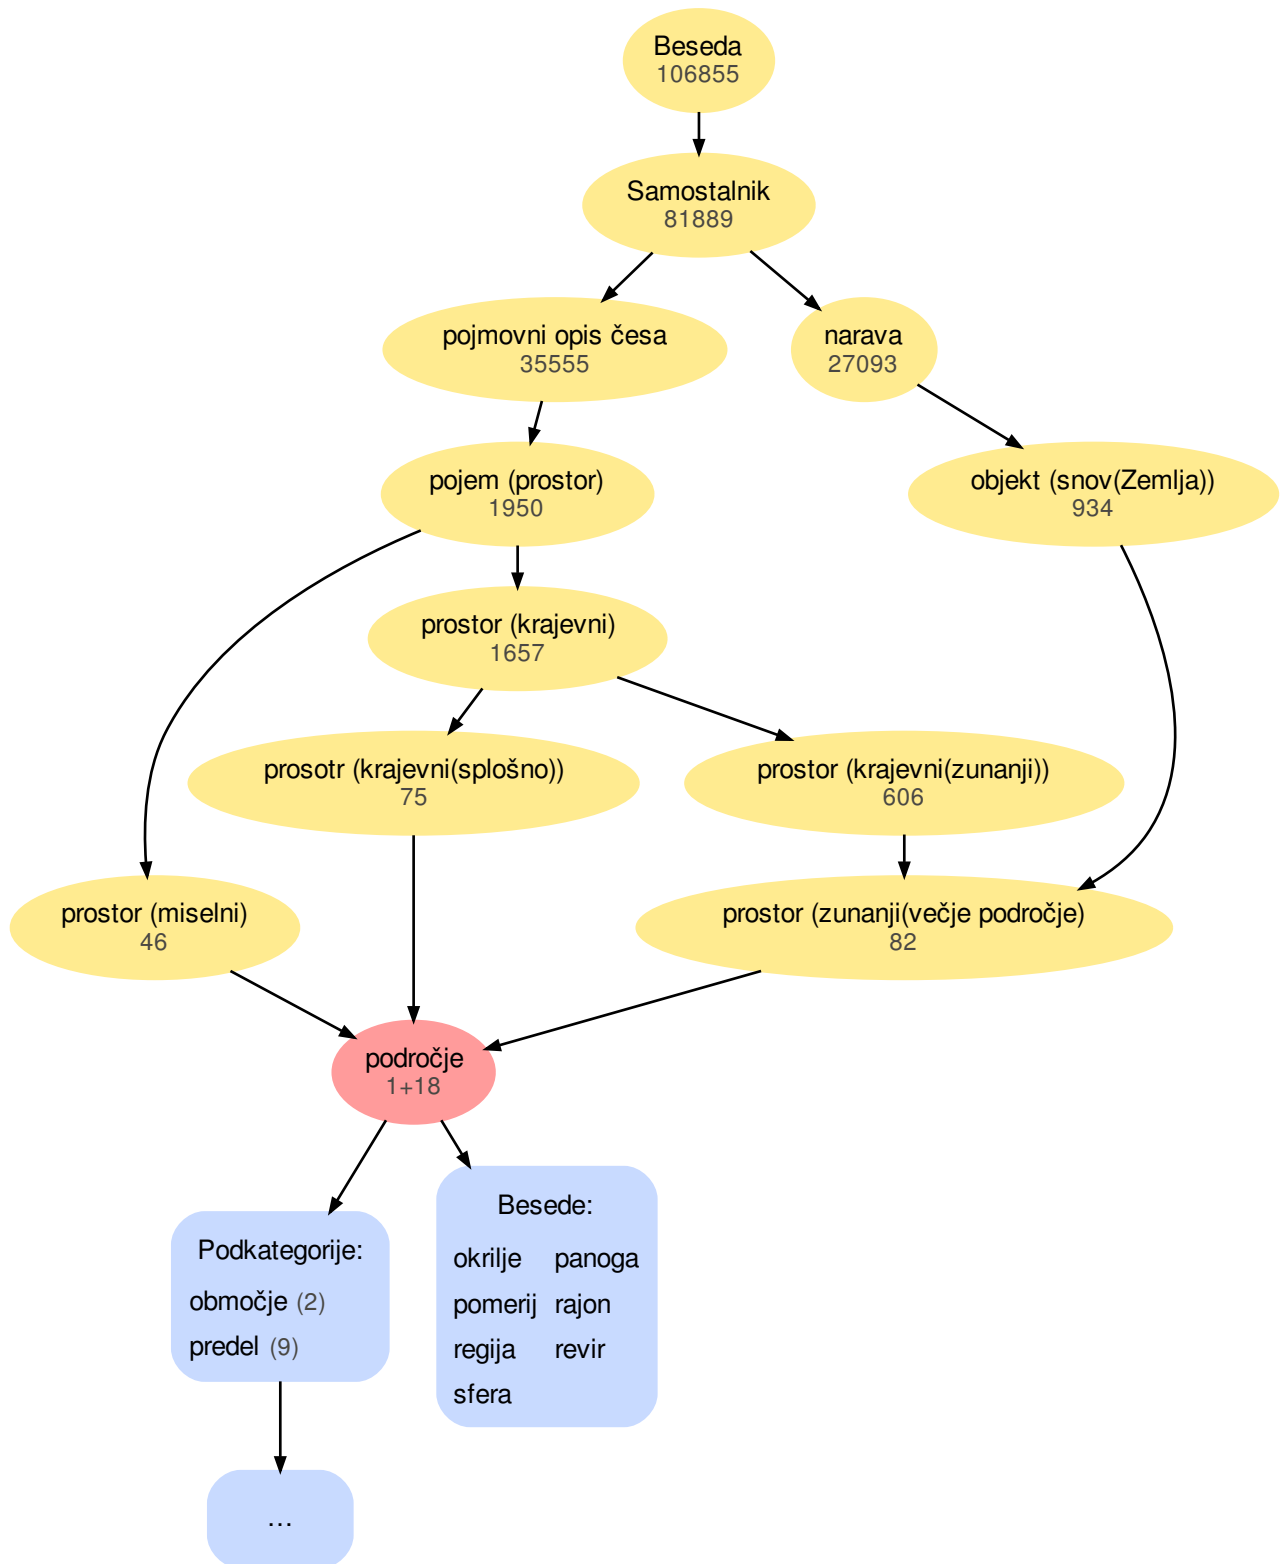 Beseda
106855
Samostalnik
81889
pojmovni opis česa
35555
narava
27093
pojem (prostor)
1950
objekt (snov(Zemlja))
934
prostor (krajevni)
1657
prosotr (krajevni(splošno))
75
prostor (krajevni(zunanji))
606
prostor (miselni)
46
prostor (zunanji(večje področje)
82
področje
1+18
Podkategorije:
območje (2)
predel (9)
Besede:
okrilje panoga
pomerij rajon
regija revir
sfera
...